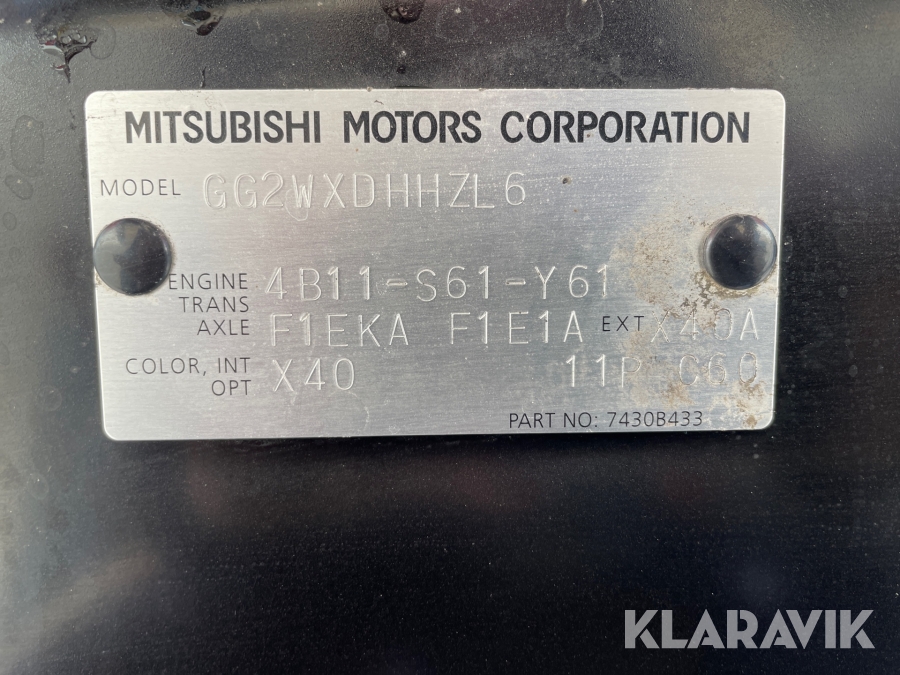 MITSUBISHI MOTORS CORPORATION
MODEL GG2WXDHHZL6
ENGINE 4B11-S61-Y61
TRANS
AXLE F1EKA F1E1A EXT X40A
COLOR, INT X40 11P C60
OPT
PART NO: 7430B433
KLARAVIK